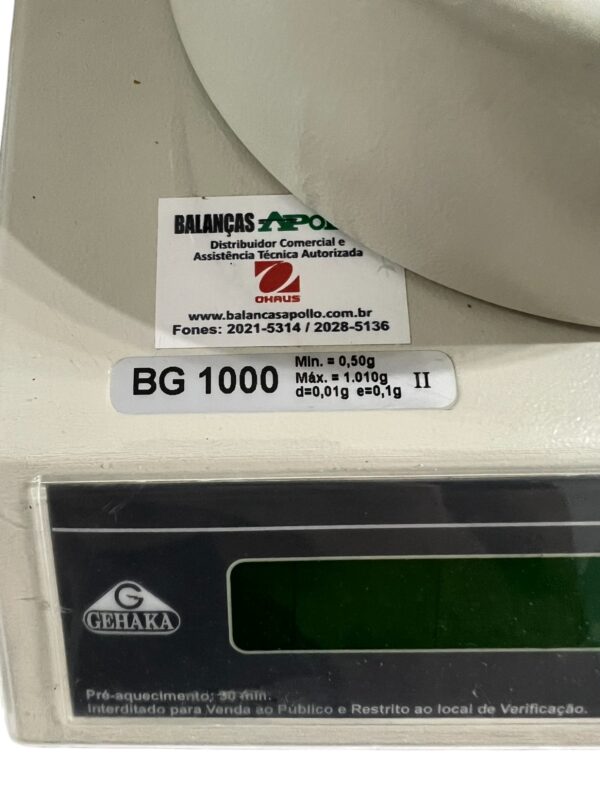 BALANÇAS APO
Distribuidor Comercial e
Assistência Técnica Autorizada
OHAUS
www.balancasapollo.com.br
Fones: 2021-5314 / 2028-5136
BG 1000
Min. = 0,50g
Máx. = 1.010g
d=0,01g e=0,1g
II
G
GEHAKA
Pré-aquecimento: 30 min.
Interditado para Venda ao Público e Restrito ao local de Verificação.